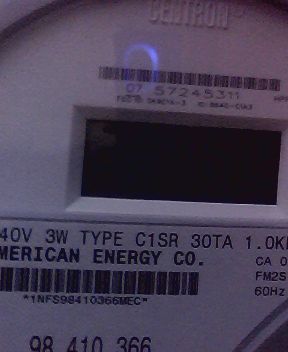 CENTRON
07 57245311
40V 3W TYPE C1SR 30TA 1.0K
MERICAN ENERGY CO.
CA 0
FM2S
*1NFS98410366MEC*
60Hz
98 410 366